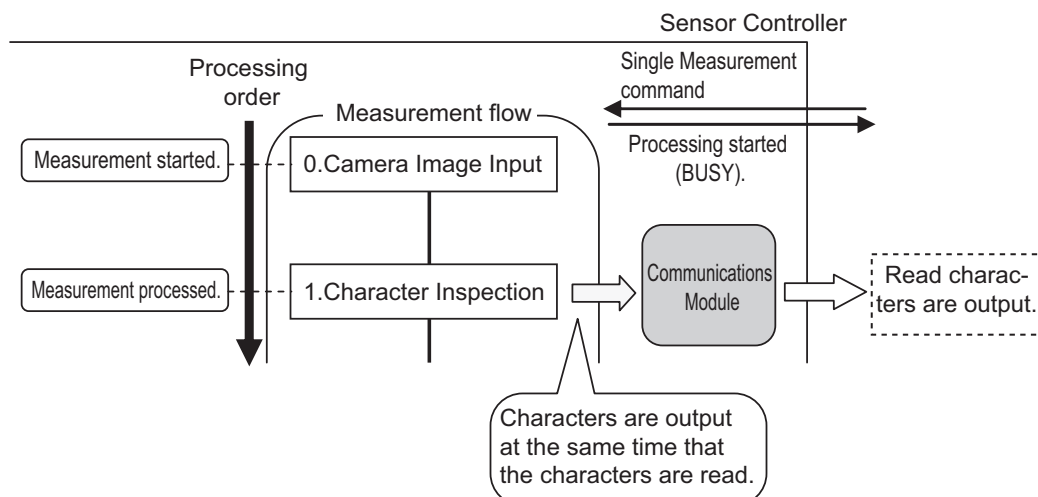 Sensor Controller
Processing
order
Single Measurement
command
Measurement flow
Processing started
(BUSY).
Measurement started.
0.Camera Image Input
Measurement processed.
1.Character Inspection
Communications
Module
Read charac-
ters are output.
Characters are output
at the same time that
the characters are read.